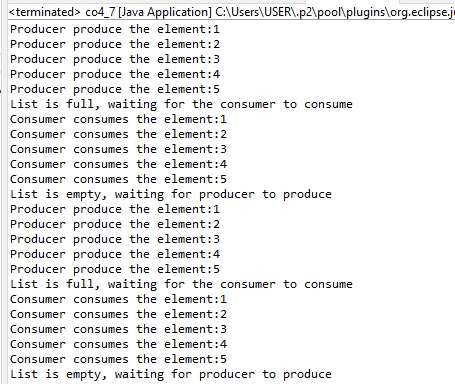 <terminated> co4_7 [Java Application] C:\Users\USER\.p2\pool\plugins\org.eclipse.ju
Producer produce the element:1
Producer produce the element:2
Producer produce the element:3
Producer produce the element:4
Producer produce the element:5
List is full, waiting for the consumer to consume
Consumer consumes the element:1
Consumer consumes the element:2
Consumer consumes the element:3
Consumer consumes the element:4
Consumer consumes the element:5
List is empty, waiting for producer to produce
Producer produce the element:1
Producer produce the element:2
Producer produce the element:3
Producer produce the element:4
Producer produce the element:5
List is full, waiting for the consumer to consume
Consumer consumes the element:1
Consumer consumes the element:2
Consumer consumes the element:3
Consumer consumes the element:4
Consumer consumes the element:5
List is empty, waiting for producer to produce